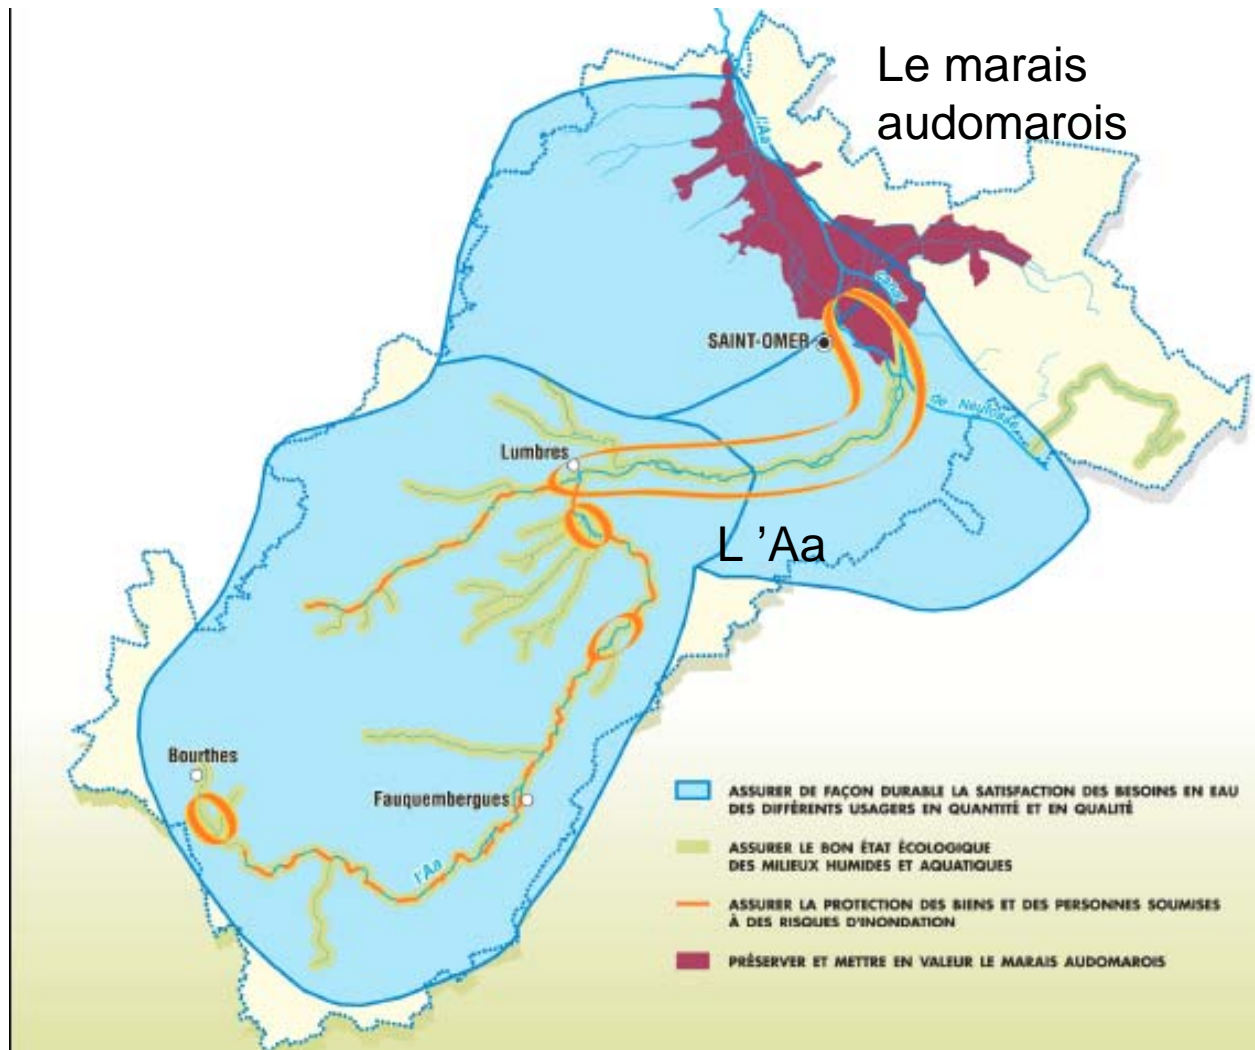 Le marais
audomarois
l'Aa
canal
SAINT-OMER
de Neufossé
Lumbres
L ’Aa
Bourthes
Fauquembergues
l'Aa
ASSURER DE FAÇON DURABLE LA SATISFACTION DES BESOINS EN EAU
DES DIFFÉRENTS USAGERS EN QUANTITÉ ET EN QUALITÉ
ASSURER LE BON ÉTAT ÉCOLOGIQUE
DES MILIEUX HUMIDES ET AQUATIQUES
ASSURER LA PROTECTION DES BIENS ET DES PERSONNES SOUMISES
À DES RISQUES D'INONDATION
PRÉSERVER ET METTRE EN VALEUR LE MARAIS AUDOMAROIS